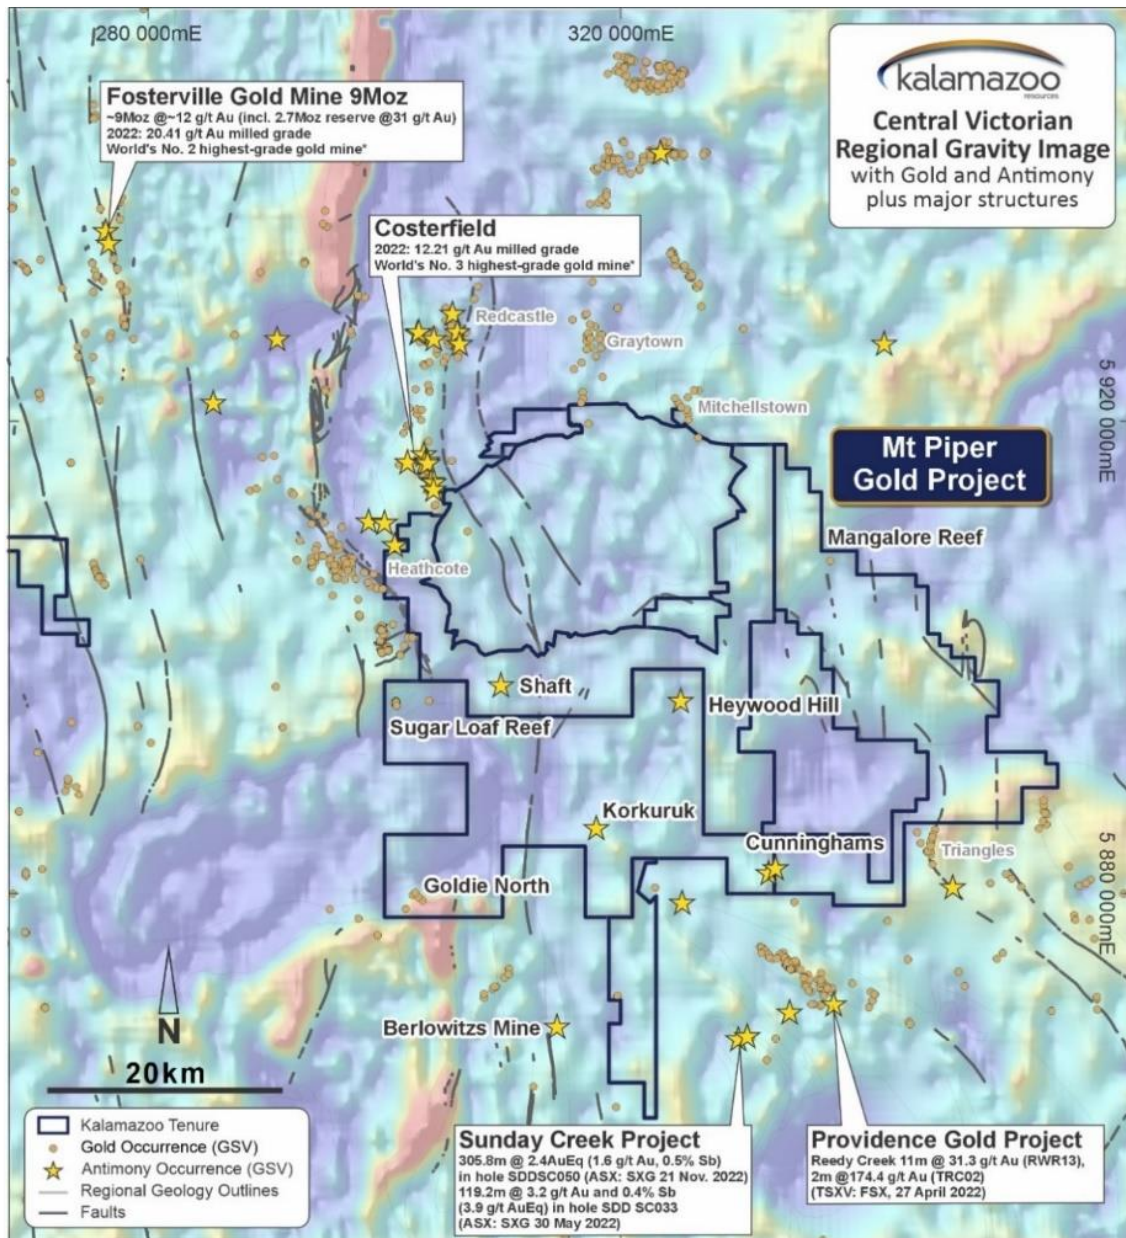 280 000mE
320 000mE
kalamazoo
resources
Central Victorian
Regional Gravity Image
with Gold and Antimony
plus major structures
Fosterville Gold Mine 9Moz
~9Moz @~12 g/t Au (incl. 2.7Moz reserve @31 g/t Au)
2022: 20.41 g/t Au milled grade
World's No. 2 highest-grade gold mine*
Costerfield
2022: 12.21 g/t Au milled grade
World's No. 3 highest-grade gold mine*
Redcastle
Graytown
Mitchellstown
5 920 000mE
Mt Piper
Gold Project
Mangalore Reef
Heathcote
Shaft
Heywood Hill
Sugar Loaf Reef
Korkuruk
Cunninghams
Triangles
5 880 000mE
Goldie North
Berlowitzs Mine
N
20km
Kalamazoo Tenure
Gold Occurrence (GSV)
Antimony Occurrence (GSV)
Regional Geology Outlines
Faults
Sunday Creek Project
305.8m @ 2.4AuEq (1.6 g/t Au, 0.5% Sb)
in hole SDDSC050 (ASX: SXG 21 Nov. 2022)
119.2m @ 3.2 g/t Au and 0.4% Sb
(3.9 g/t AuEq) in hole SDD SC033
(ASX: SXG 30 May 2022)
Providence Gold Project
Reedy Creek 11m @ 31.3 g/t Au (RWR13),
2m @174.4 g/t Au (TRC02)
(TSXV: FSX, 27 April 2022)